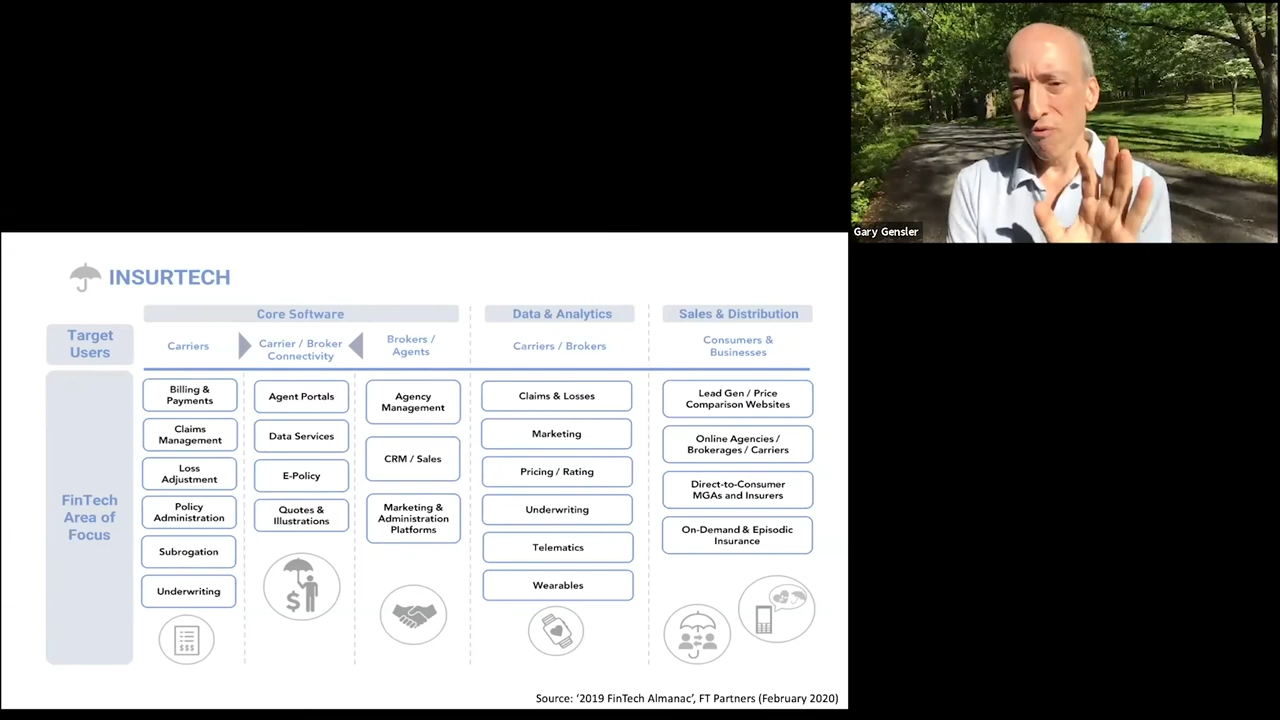 Gary Gensler
INSURTECH
Core Software
Data & Analytics
Sales & Distribution
Target
Users
Carriers
Carrier / Broker
Connectivity
Brokers /
Agents
Carriers / Brokers
Consumers &
Businesses
FinTech
Area of
Focus
Billing &
Payments
Claims
Management
Loss
Adjustment
Policy
Administration
Subrogation
Underwriting
$$$
Agent Portals
Data Services
E-Policy
Quotes &
Illustrations
$
Agency
Management
CRM / Sales
Marketing &
Administration
Platforms
Claims & Losses
Marketing
Pricing / Rating
Underwriting
Telematics
Wearables
Lead Gen / Price
Comparison Websites
Online Agencies /
Brokerages / Carriers
Direct-to-Consumer
MGAs and Insurers
On-Demand & Episodic
Insurance
Source: ‘2019 FinTech Almanac’, FT Partners (February 2020)